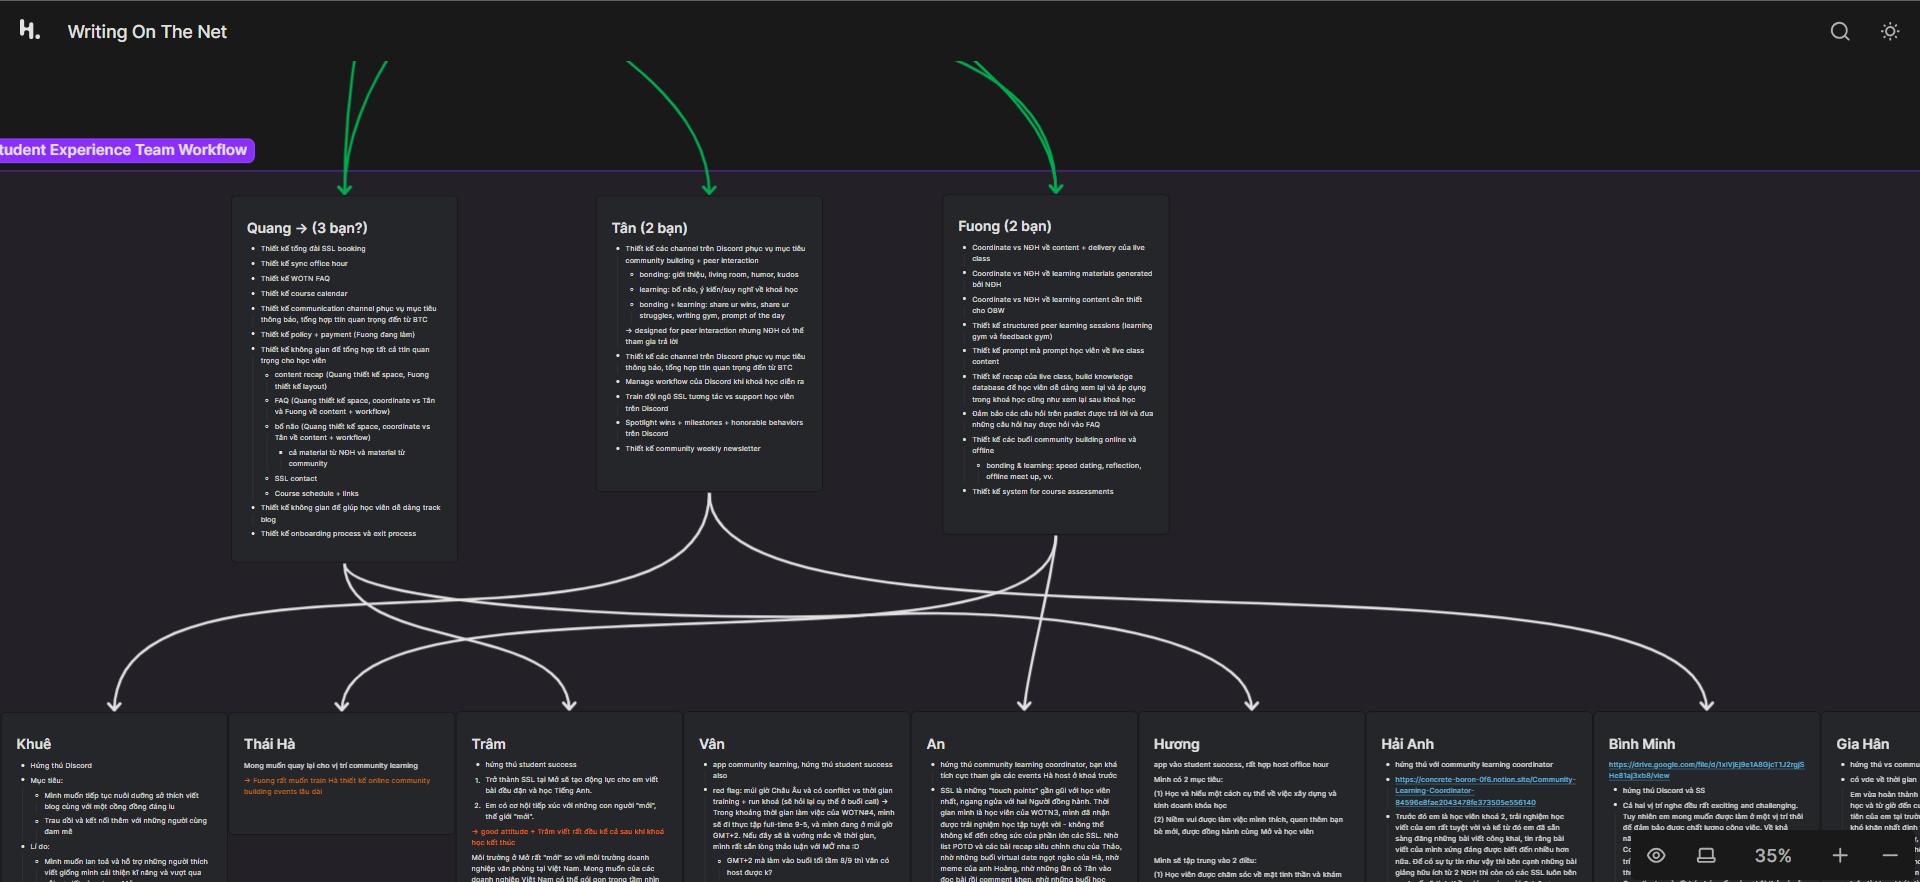 H.
Writing On The Net
tudent Experience Team Workflow
Quang → (3 bạn?)
Thiết kế tổng đài SSL booking
Thiết kế sync office hour
Thiết kế WOTN FAQ
Thiết kế course calendar
Thiết kế communication channel phục vụ mục tiêu
thông báo, tổng hợp ttin quan trọng đến từ BTC
Thiết kế policy + payment (Fuong đang làm)
Thiết kế không gian để tổng hợp tất cả ttin quan
trọng cho học viên
content recap (Quang thiết kế space, Fuong
thiết kế layout)
FAQ (Quang thiết kế space, coordinate vs Tân
và Fuong về content + workflow)
bổ não (Quang thiết kế space, coordinate vs
Tân về content + workflow)
cả material từ NĐH và material từ
community
SSL contact
Course schedule + links
Thiết kế không gian để giúp học viên dễ dàng track
blog
Thiết kế onboarding process và exit process
Tân (2 bạn)
Thiết kế các channel trên Discord phục vụ mục tiêu
community building + peer interaction
bonding: giới thiệu, living room, humor, kudos
learning: bổ não, ý kiến/suy nghĩ về khoá học
bonding + learning: share ur wins, share ur
struggles, writing gym, prompt of the day
→ designed for peer interaction nhưng NĐH có thể
tham gia trả lời
Thiết kế các channel trên Discord phục vụ mục tiêu
thông báo, tổng hợp ttin quan trọng đến từ BTC
Manage workflow của Discord khi khoá học diễn ra
Train đội ngũ SSL tương tác vs support học viên
trên Discord
Spotlight wins + milestones + honorable behaviors
trên Discord
Thiết kế community weekly newsletter
Fuong (2 bạn)
Coordinate vs NĐH về content + delivery của live
class
Coordinate vs NĐH về learning materials generated
bởi NĐH
Coordinate vs NĐH về learning content cần thiết
cho OBW
Thiết kế structured peer learning sessions (learning
gym và feedback gym)
Thiết kế prompt mà prompt học viên về live class
content
Thiết kế recap của live class, build knowledge
database để học viên dễ dàng xem lại và áp dụng
trong khoá học cũng như xem lại sau khoá học
Đảm bảo các câu hỏi trên padlet được trả lời và đưa
những câu hỏi hay được hỏi vào FAQ
Thiết kế các buổi community building online và
offline
bonding & learning: speed dating, reflection,
offline meet up, vv.
Thiết kế system for course assessments
Khuê
Hứng thú Discord
Mục tiêu:
Mình muốn tiếp tục nuôi dưỡng sở thích viết
blog cùng với một cộng đồng đáng iu
Trau dồi và kết nối thêm với những người cùng
đam mê
Lí do:
Mình muốn lan toả và hỗ trợ những người thích
viết giống mình cải thiện kĩ năng và vượt qua
Thái Hà
Mong muốn quay lại cho vị trí community learning
→ Fuong rất muốn train Hà thiết kế online community
building events lâu dài
Trâm
hứng thú student success
1. Trở thành SSL tại Mở sẽ tạo động lực cho em viết
bài đều đặn và học Tiếng Anh.
2. Em có cơ hội tiếp xúc với những con người "mới",
thế giới "mới".
→ good attitude + Trâm viết rất đều kể cả sau khi khoá
học kết thúc
Môi trường ở Mở rất "mới" so với môi trường doanh
nghiệp văn phòng tại Việt Nam. Mong muốn của các
doanh nghiệp Việt Nam có thể gói gọn trong tầm nhìn
Vân
app community learning, hứng thú student success
also
red flag: múi giờ Châu Âu và có conflict vs thời gian
training + run khoá (sẽ hỏi lại cụ thể ở buổi call) →
Trong khoảng thời gian làm việc của WOTN#4, mình
sẽ đi thực tập full-time 9-5, và mình đang ở múi giờ
GMT+2. Nếu đây sẽ là vướng mắc về thời gian,
mình rất sẵn lòng thảo luận với MỞ nha :D
GMT+2 mà làm vào buổi tối tầm 8/9 thì Vân có
host được k?
An
hứng thú community learning coordinator, bạn khá
tích cực tham gia các events Hà host ở khoá trước
SSL là những "touch points" gần gũi với học viên
nhất, ngang ngửa với hai Người đồng hành. Thời
gian mình là học viên của WOTN3, mình đã nhận
được trải nghiệm học tập tuyệt vời - không thể
không kể đến công sức của phần lớn các SSL. Nhờ
list POTD và các bài recap siêu chỉnh chu của Thảo,
nhờ những buổi virtual date ngọt ngào của Hà, nhờ
meme của anh Hoàng, nhờ những lần có Tân vào
đọc bài rồi comment khen, nhờ những buổi học
Hương
app vào student success, rất hợp host office hour
Mình có 2 mục tiêu:
(1) Học và hiểu một cách cụ thể về việc xây dựng và
kinh doanh khóa học
(2) Niềm vui được làm việc mình thích, quen thêm bạn
bè mới, được đồng hành cùng Mở và học viên
Mình sẽ tập trung vào 2 điều:
(1) Học viên được chăm sóc về mặt tinh thần và khám
Hải Anh
hứng thú với community learning coordinator
https://concrete-boron-0f6.notion.site/Community-
Learning-Coordinator-
84596e8fae2043478fe373505e556140
Trước đó em là học viên khoá 2, trải nghiệm học
viết của em rất tuyệt vời và kể từ đó em đã sẵn
sàng đăng những bài viết công khai, tin rằng bài
viết của mình xứng đáng được biết đến nhiều hơn
nữa. Để có sự tự tin như vậy thì bên cạnh những bài
giảng hữu ích từ 2 NĐH thì còn có các SSL luôn bên
Bình Minh
https://drive.google.com/file/d/1xiVjEj9e1A8GjcT1J2rgjS
He81aj3xb8/view
hứng thú Discord và SS
Cả hai vị trí nghe đều rất exciting and challenging.
Tuy nhiên em mong muốn được làm ở một vị trí thôi
để đảm bảo được chất lượng công việc. Về khả
Gia Hân
hứng thú vs commu
có vde về thời gian
Em vừa hoàn thành
học và từ giờ đến c
tiên của em tại trườ
khó khăn nhất định
35%